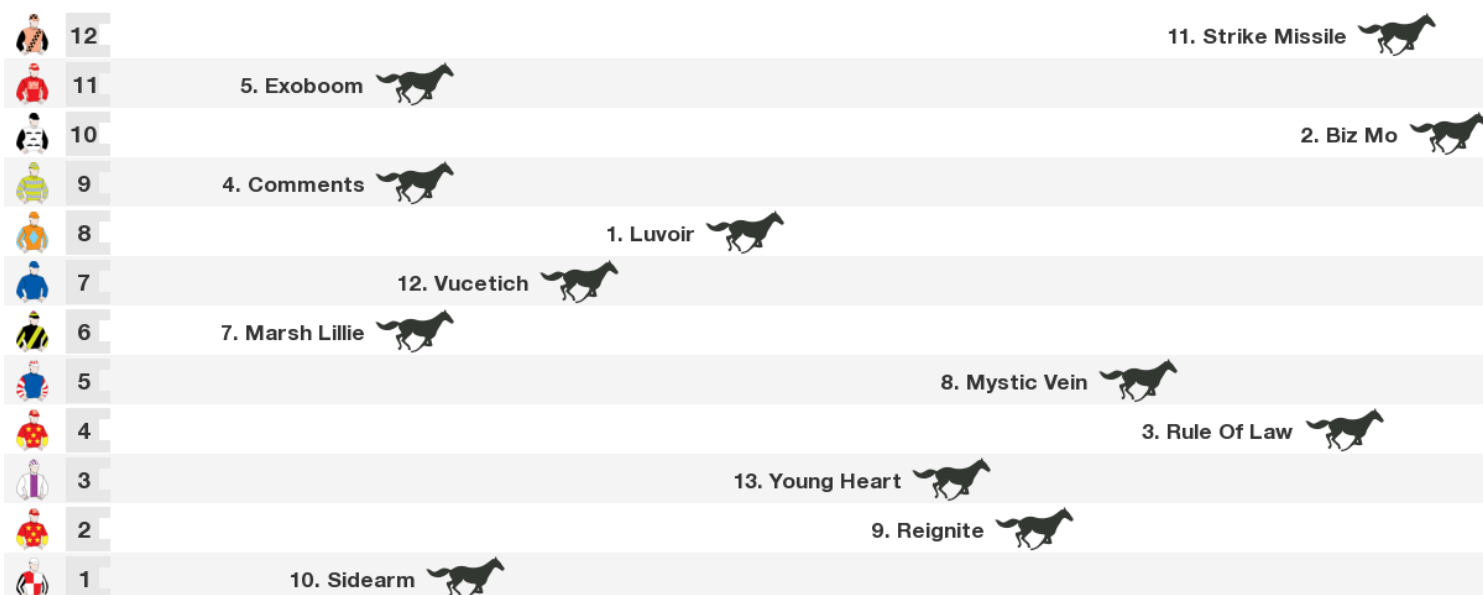 12 11. Strike Missile
11 5. Exoboom
10 2. Biz Mo
9 4. Comments
8 1. Luvoir
7 12. Vucetich
6 7. Marsh Lillie
5 8. Mystic Vein
4 3. Rule Of Law
3 13. Young Heart
2 9. Reignite
1 10. Sidearm